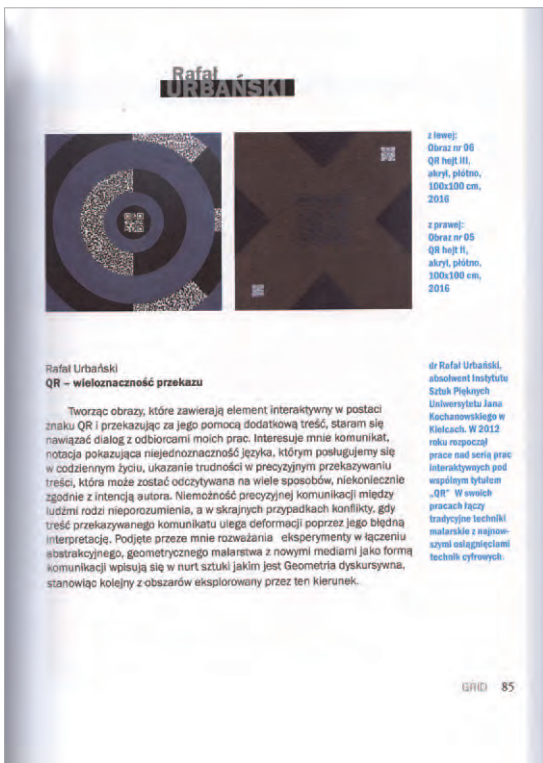 Rafał
URBAŃSKI
z lewej:
Obraz nr 06
QR hejt III,
akryl, płótno,
100x100 cm,
2016
z prawej:
Obraz nr 05
QR hejt II,
akryl, płótno,
100x100 cm,
2016
Rafał Urbański
QR – wieloznaczność przekazu
Tworząc obrazy, które zawierają element interaktywny w postaci
znaku QR i przekazując za jego pomocą dodatkową treść, staram się
nawiązać dialog z odbiorcami moich prac. Interesuje mnie komunikat,
notacja pokazująca niejednoznaczność języka, którym posługujemy się
w codziennym życiu, ukazanie trudności w precyzyjnym przekazywaniu
treści, która może zostać odczytywana na wiele sposobów, niekoniecznie
zgodnie z intencją autora. Niemożność precyzyjnej komunikacji między
ludźmi rodzi nieporozumienia, a w skrajnych przypadkach konflikty, gdy
treść przekazywanego komunikatu ulega deformacji poprzez jego błędną
interpretację. Podjęte przeze mnie rozważania eksperymenty w łączeniu
abstrakcyjnego, geometrycznego malarstwa z nowymi mediami jako formą
komunikacji wpisują się w nurt sztuki jakim jest Geometria dyskursywna,
stanowiąc kolejny z obszarów eksplorowany przez ten kierunek.
dr Rafał Urbański,
absolwent Instytutu
Sztuk Pięknych
Uniwersytetu Jana
Kochanowskiego w
Kielcach. W 2012
roku rozpoczął
prace nad serią prac
interaktywnych pod
wspólnym tytułem
„QR" W swoich
pracach łączy
tradycyjne techniki
malarskie z najnow-
szymi osiągnięciami
technik cyfrowych.
GRID 85